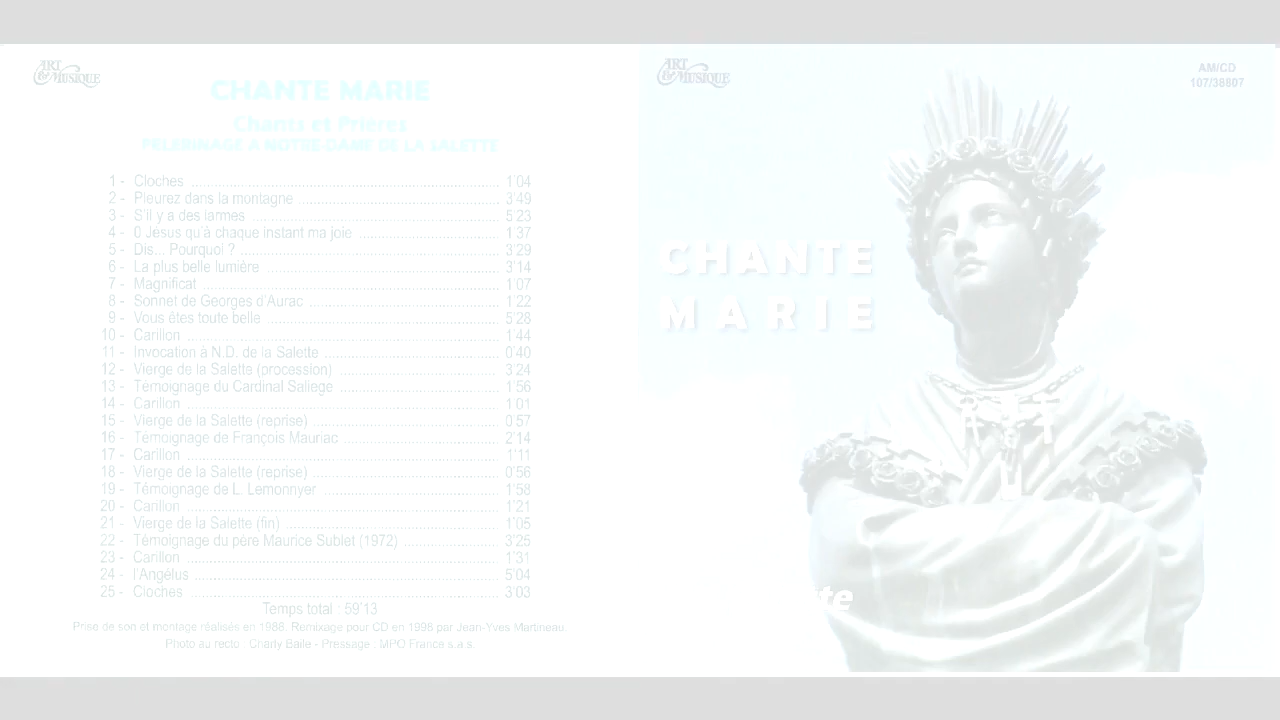 ART & MUSIQUE
CHANTE MARIE
Chants et Prières
PÈLERINAGE A NOTRE-DAME DE LA SALETTE
1 - Cloches 1'04
2 - Pleurez dans la montagne 3'49
3 - S'il y a des larmes 5'23
4 - 0 Jésus qu'à chaque instant ma joie 1'37
5 - Dis... Pourquoi ? 3'29
6 - La plus belle lumière 3'14
7 - Magnificat 1'07
8 - Sonnet de Georges d'Aurac 1'22
9 - Vous êtes toute belle 5'28
10 - Carillon 1'44
11 - Invocation à N.D. de la Salette 0'40
12 - Vierge de la Salette (procession) 3'24
13 - Témoignage du Cardinal Saliège 1'56
14 - Carillon 1'01
15 - Vierge de la Salette (reprise) 0'57
16 - Témoignage de François Mauriac 2'14
17 - Carillon 1'11
18 - Vierge de la Salette (reprise) 0'56
19 - Témoignage de L. Lemonnyer 1'58
20 - Carillon 1'21
21 - Vierge de la Salette (fin) 1'05
22 - Témoignage du père Maurice Sublet (1972) 3'25
23 - Carillon 1'31
24 - l'Angélus 5'04
25 - Cloches 3'03
Temps total : 59'13
Prise de son et montage réalisés en 1988. Remixage pour CD en 1998 par Jean-Yves Martineau.
Photo au recto : Charly Baile - Pressage : MPO France s.a.s.
ART & MUSIQUE
AM/CD
107/38807
CHANTE
MARIE